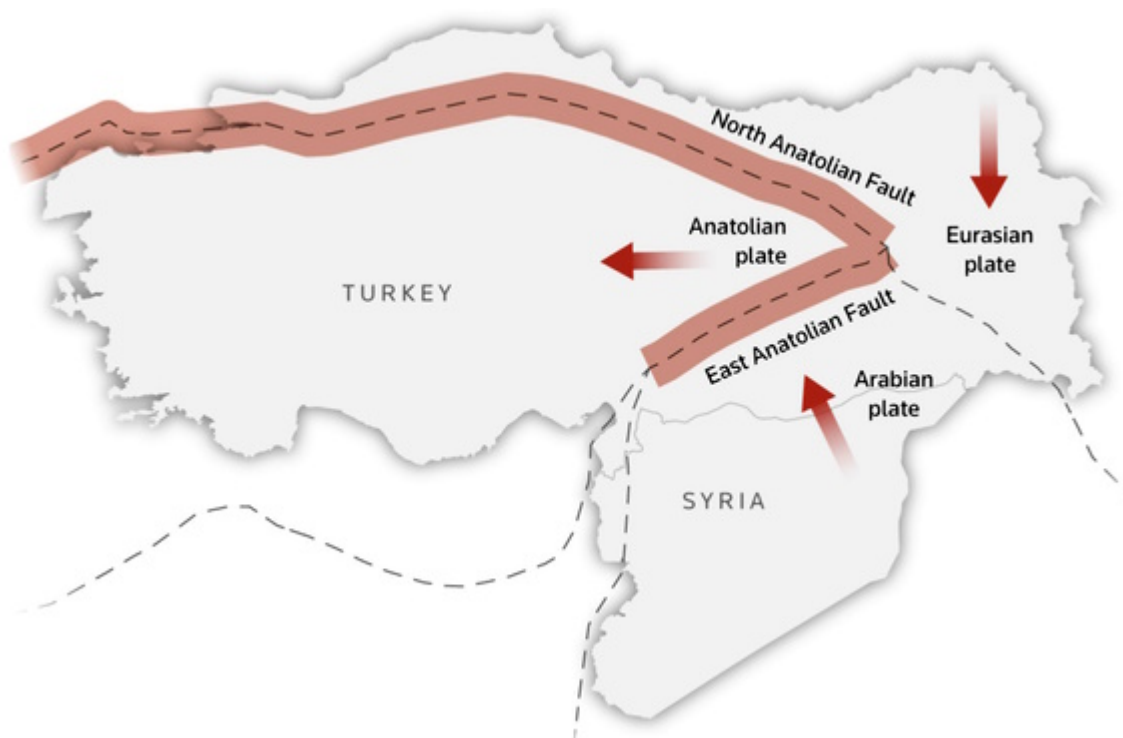 North Anatolian Fault
Anatolian
plate
Eurasian
plate
TURKEY
East Anatolian Fault
Arabian
plate
SYRIA